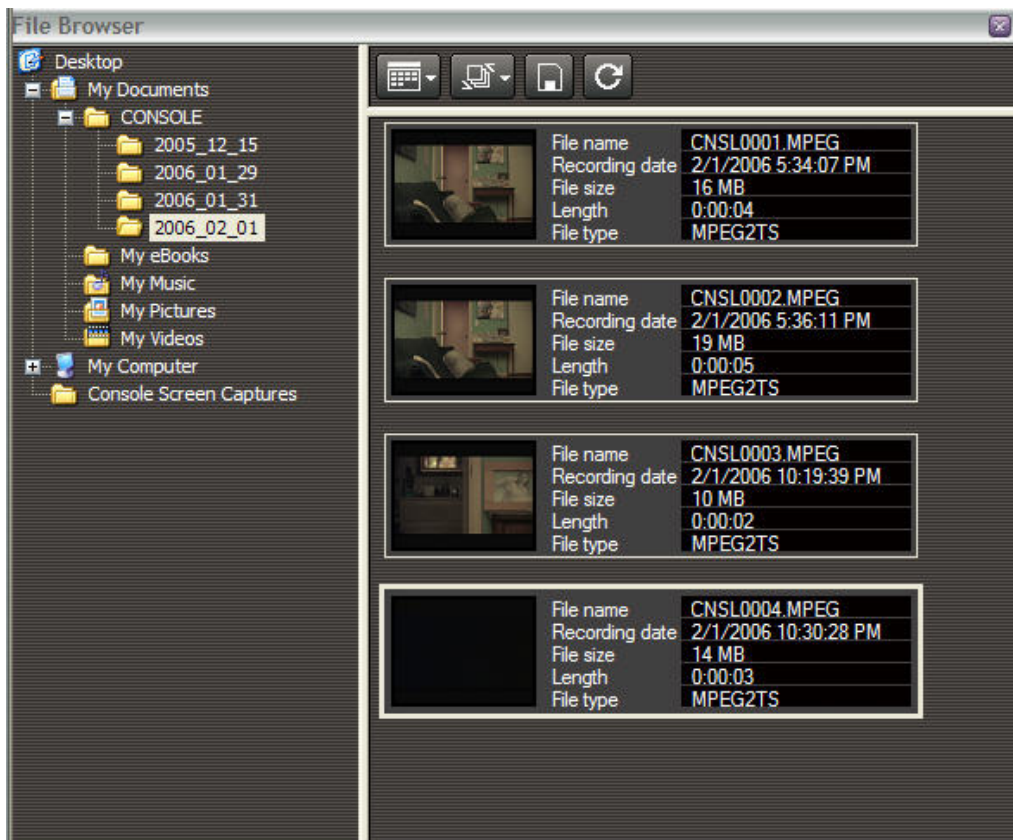 File Browser
Desktop
My Documents
CONSOLE
2005_12_15
2006_01_29
2006_01_31
2006_02_01
My eBooks
My Music
My Pictures
My Videos
My Computer
Console Screen Captures
File name CNSL0001.MPEG
Recording date 2/1/2006 5:34:07 PM
File size 16 MB
Length 0:00:04
File type MPEG2TS
File name CNSL0002.MPEG
Recording date 2/1/2006 5:36:11 PM
File size 19 MB
Length 0:00:05
File type MPEG2TS
File name CNSL0003.MPEG
Recording date 2/1/2006 10:19:39 PM
File size 10 MB
Length 0:00:02
File type MPEG2TS
File name CNSL0004.MPEG
Recording date 2/1/2006 10:30:28 PM
File size 14 MB
Length 0:00:03
File type MPEG2TS